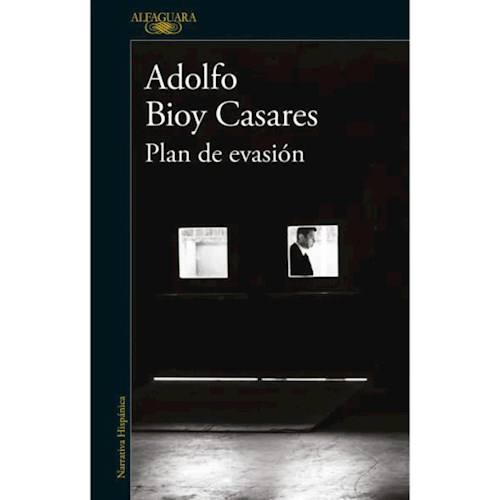 ALFAGUARA
Adolfo
Bioy Casares
Plan de evasión
Narrativa Hispánica